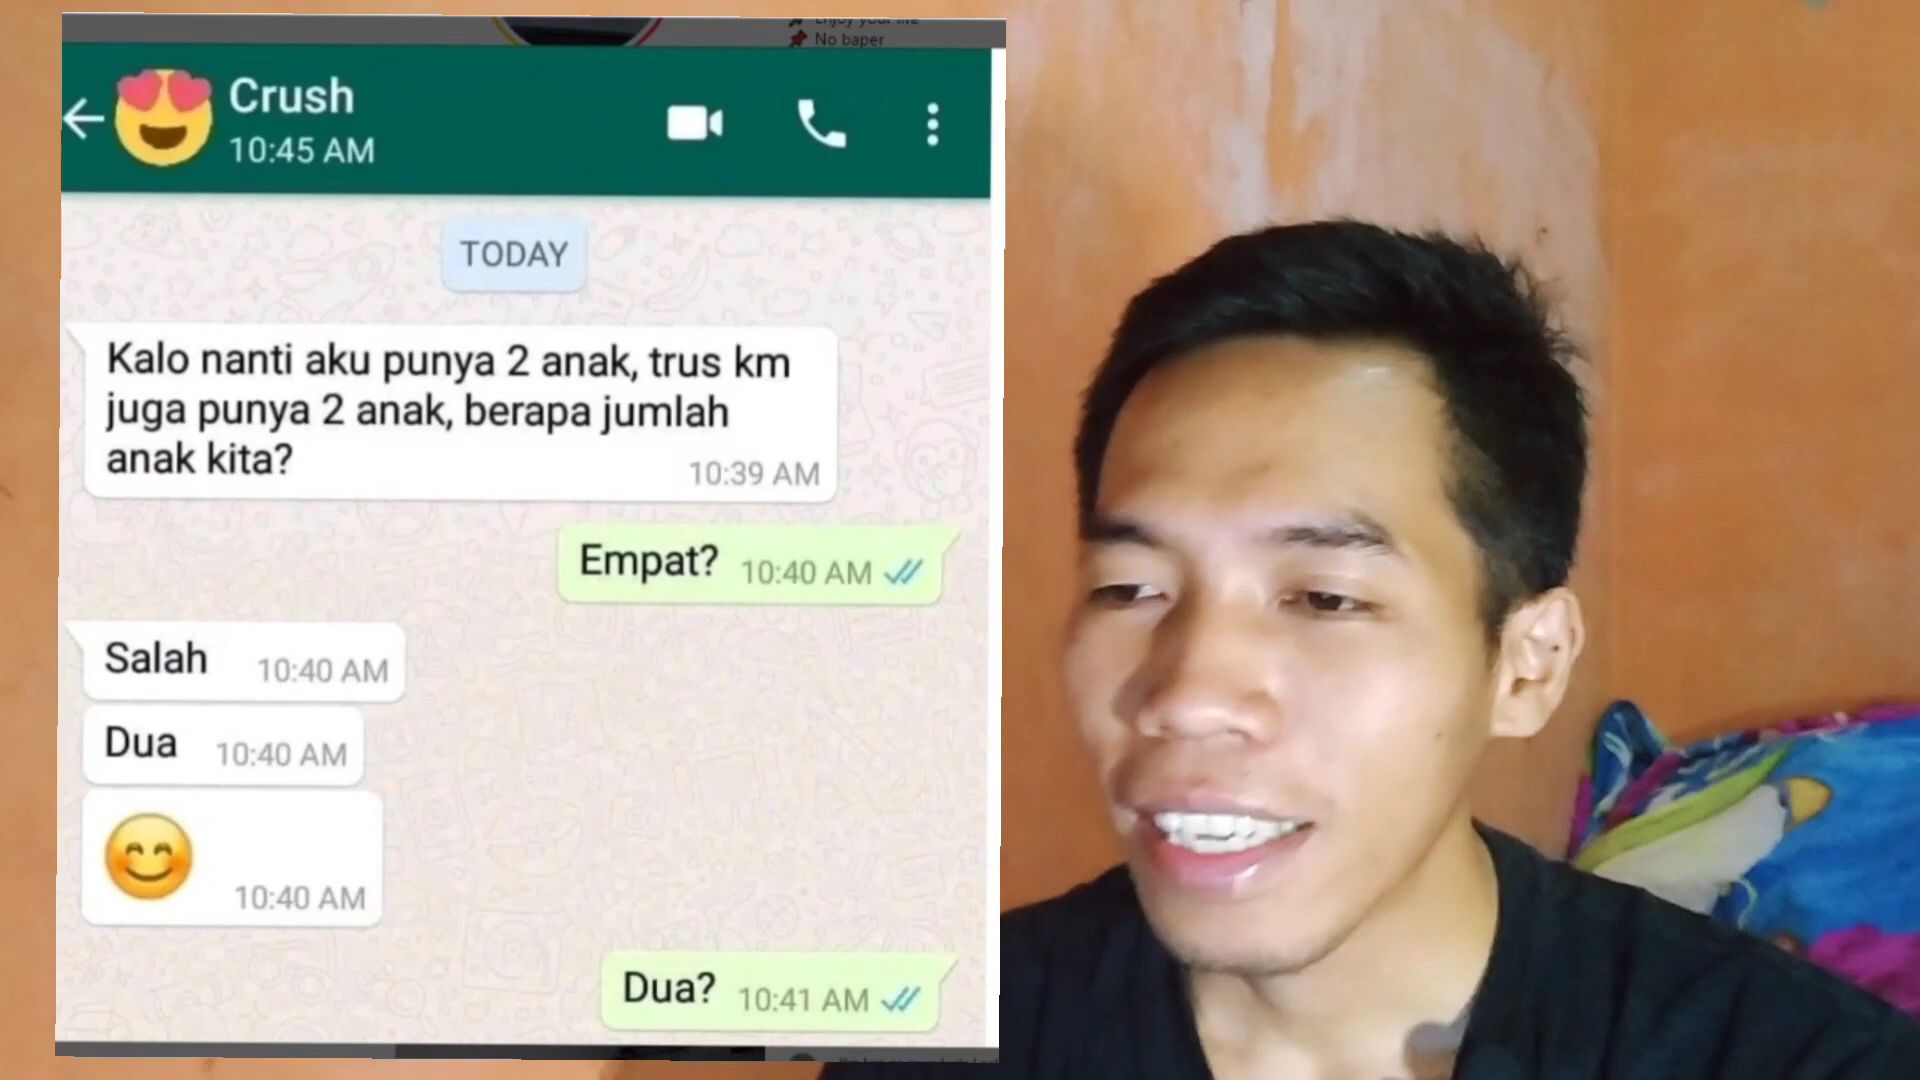 No baper
Crush
10:45 AM
TODAY
Kalo nanti aku punya 2 anak, trus km
juga punya 2 anak, berapa jumlah
anak kita?
10:39 AM
Empat? 10:40 AM
Salah 10:40 AM
Dua 10:40 AM
10:40 AM
Dua? 10:41 AM